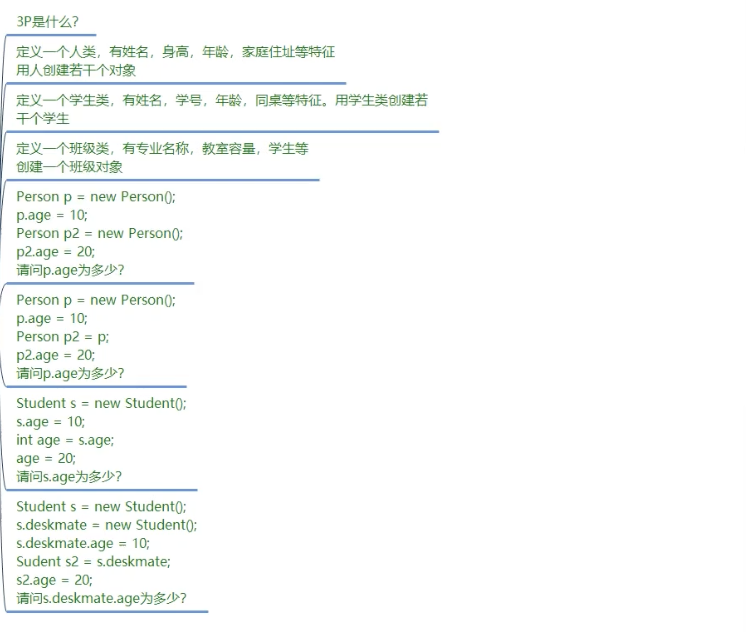 3P是什么?
定义一个人类，有姓名，身高，年龄，家庭住址等特征
用人创建若干个对象
定义一个学生类，有姓名，学号，年龄，同桌等特征。用学生类创建若
干个学生
定义一个班级类，有专业名称，教室容量，学生等
创建一个班级对象
Person p = new Person();
p.age = 10;
Person p2 = new Person();
p2.age = 20;
请问p.age为多少?
Person p = new Person();
p.age = 10;
Person p2 = p;
p2.age = 20;
请问p.age为多少?
Student s = new Student();
s.age = 10;
int age = s.age;
age = 20;
请问s.age为多少?
Student s = new Student();
s.deskmate = new Student();
s.deskmate.age = 10;
Sudent s2 = s.deskmate;
s2.age = 20;
请问s.deskmate.age为多少?